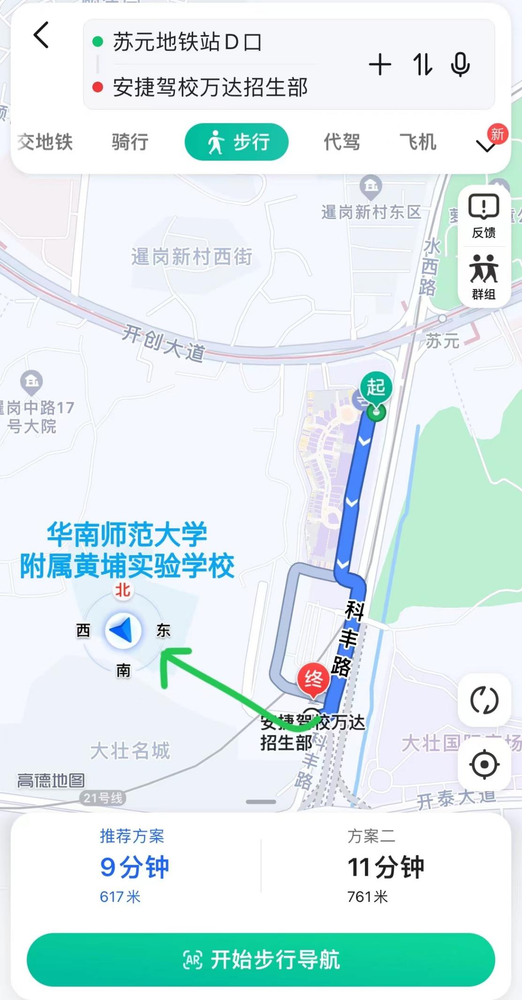 苏元地铁站D口
安捷驾校万达招生部
交地铁
骑行
步行
代驾
飞机
新
暹岗新村东区
反馈
暹岗新村西街
水西路
群组
开创大道
苏元
起
岗中路17
号大院
华南师范大学
附属黄埔实验学校
北
西
东
南
科丰路
终
安捷驾校万达
招生部
科丰路
大壮名城
大壮国际广场
高德地图
21号线
开泰大道
推荐方案
方案二
9分钟
11分钟
617米
761米
AR 开始步行导航